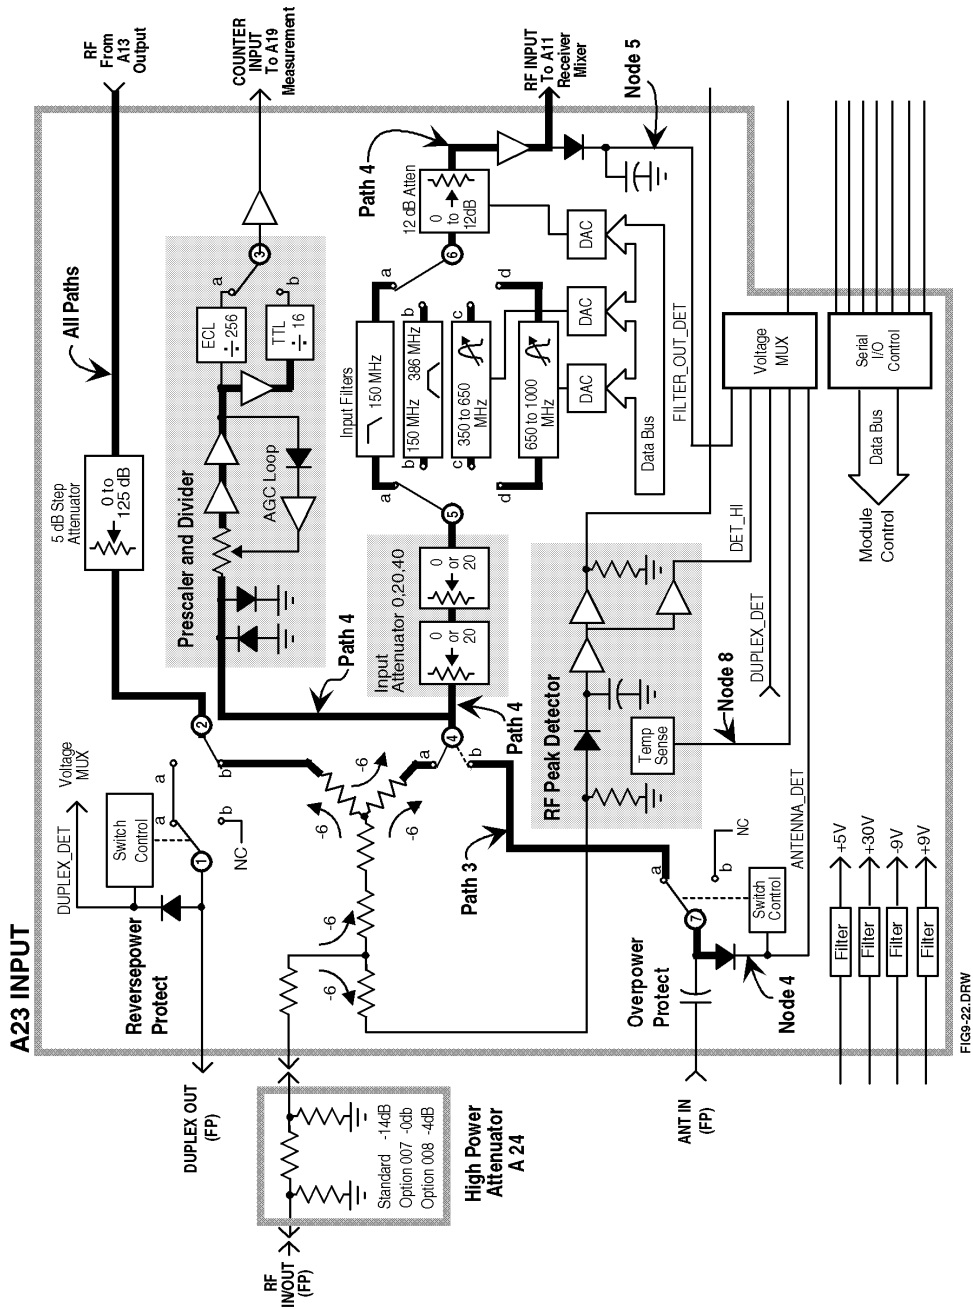 A23 INPUT
RF
From
A13
Output
COUNTER
INPUT
To A19
Measurement
RF INPUT
To A11
Receiver
Mixer
Node 5
All Paths
5 dB Step
Attenuator
0 to
125 dB
Prescaler and Divider
AGC Loop
ECL
÷ 256
TTL
÷ 16
a
b
3
Path 4
Path 4
12 dB Atten
0
to
12dB
6
Input Filters
150 MHz
150 MHz
386 MHz
350 to 650
MHz
650 to 1000
MHz
a
b
c
d
a
b
c
d
5
DAC
DAC
DAC
Data Bus
FILTER_OUT_DET
Input
Attenuator 0,20,40
0
or
20
0
or
20
Path 4
4
a
b
2
a
b
-6
-6
-6
-6
-6
Voltage
MUX
DUPLEX_DET
Switch
Control
a
b
NC
1
Reversepower
Protect
DUPLEX OUT
(FP)
RF
IN/OUT
(FP)
High Power
Attenuator
A 24
Standard -14dB
Option 007 -0db
Option 008 -4dB
RF Peak Detector
Temp
Sense
Node 8
DET_HI
DUPLEX_DET
ANTENNA_DET
Voltage
MUX
Serial
I/O
Control
Data Bus
Module
Control
Path 3
a
b
NC
7
Switch
Control
Overpower
Protect
Node 4
ANT IN
(FP)
Filter
+5V
Filter
+30V
Filter
-9V
Filter
+9V
FIG9-22.DRW